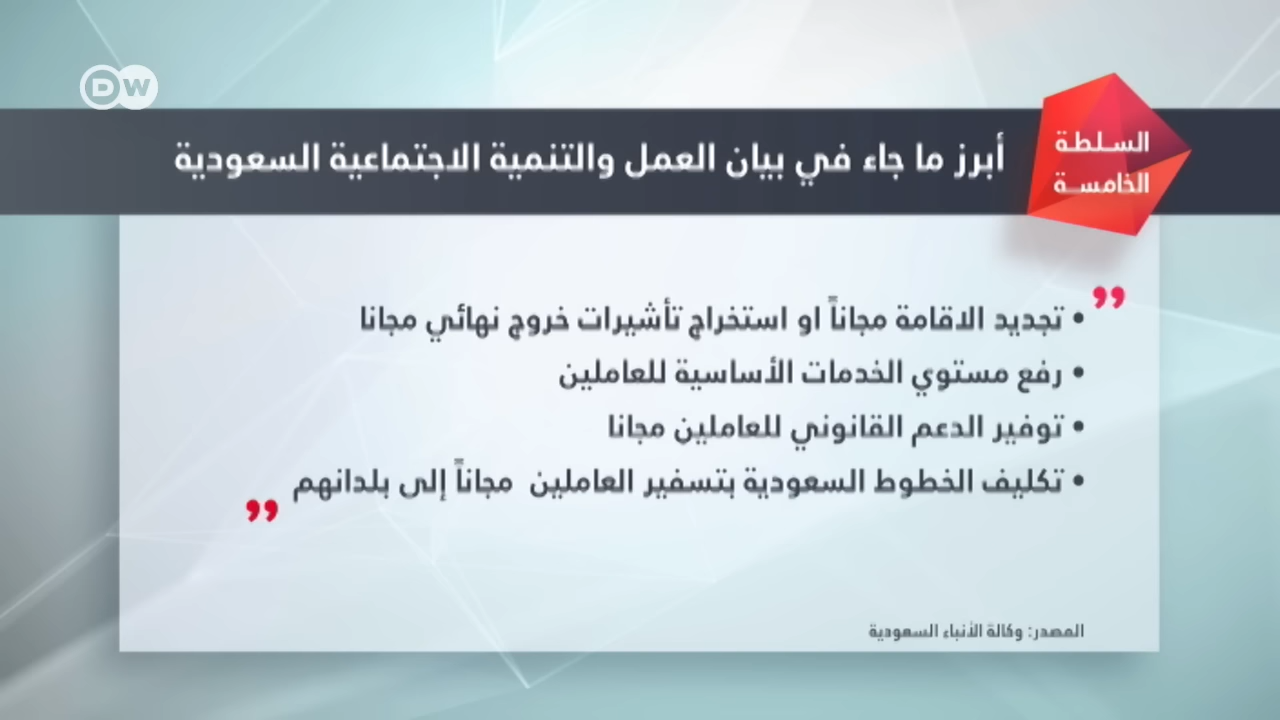 DW
السلطة
الخامسة
أبرز ما جاء في بيان العمل والتنمية الاجتماعية السعودية
• تجديد الاقامة مجاناً او استخراج تأشيرات خروج نهائي مجانا
• رفع مستوي الخدمات الأساسية للعاملين
• توفير الدعم القانوني للعاملين مجانا
• تكليف الخطوط السعودية بتسفير العاملين مجاناً إلى بلدانهم
المصدر: وكالة الأنباء السعودية